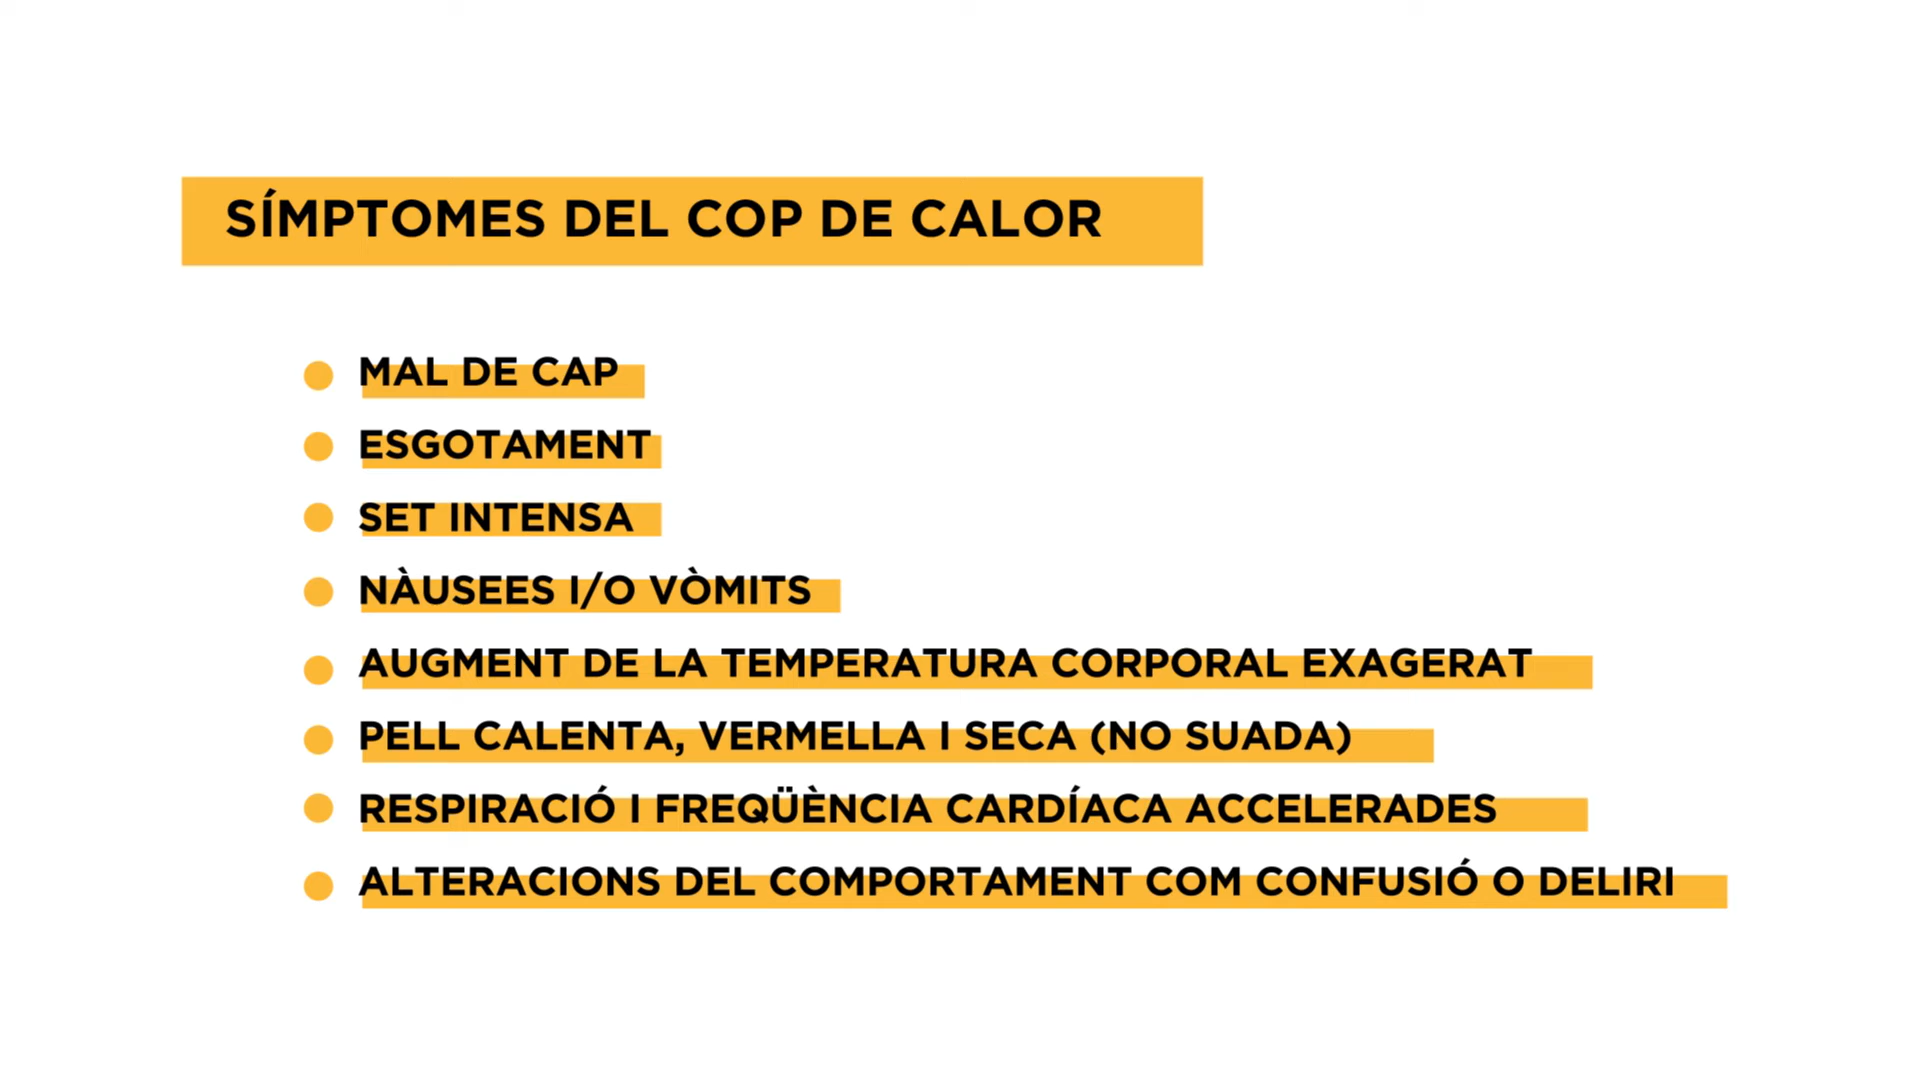 SÍMPTOMES DEL COP DE CALOR
MAL DE CAP
ESGOTAMENT
SET INTENSA
NÀUSEES I/O VÒMITS
AUGMENT DE LA TEMPERATURA CORPORAL EXAGERAT
PELL CALENTA, VERMELLA I SECA (NO SUADA)
RESPIRACIÓ I FREQÜÈNCIA CARDÍACA ACCELERADES
ALTERACIONS DEL COMPORTAMENT COM CONFUSIÓ O DELIRI